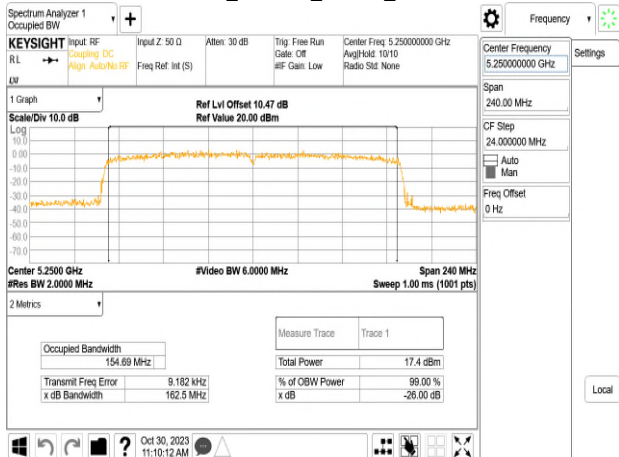 Spectrum Analyzer 1
Occupied BW
KEYSIGHT
Input: RF
Input Z: 50 Ω
Atten: 30 dB
Trig: Free Run
Center Freq: 5.250000000 GHz
RL
Coupling: DC
Gate: Off
Avg|Hold: 10/10
Align: Auto/No RF
Freq Ref: Int (S)
#IF Gain: Low
Radio Std: None
LXI
Frequency
Settings
Center Frequency
5.250000000 GHz
Span
240.00 MHz
CF Step
24.000000 MHz
Auto
Man
Freq Offset
0 Hz
Local
1 Graph
Ref Lvl Offset 10.47 dB
Scale/Div 10.0 dB
Ref Value 20.00 dBm
Log
10.0
0.00
-10.0
-20.0
-30.0
-40.0
-50.0
-60.0
-70.0
Center 5.2500 GHz
#Video BW 6.0000 MHz
Span 240 MHz
#Res BW 2.0000 MHz
Sweep 1.00 ms (1001 pts)
2 Metrics
Measure Trace
Trace 1
Occupied Bandwidth
154.69 MHz
Total Power
17.4 dBm
Transmit Freq Error
9.182 kHz
% of OBW Power
99.00 %
x dB Bandwidth
162.5 MHz
x dB
-26.00 dB
?
Oct 30, 2023
11:10:12 AM